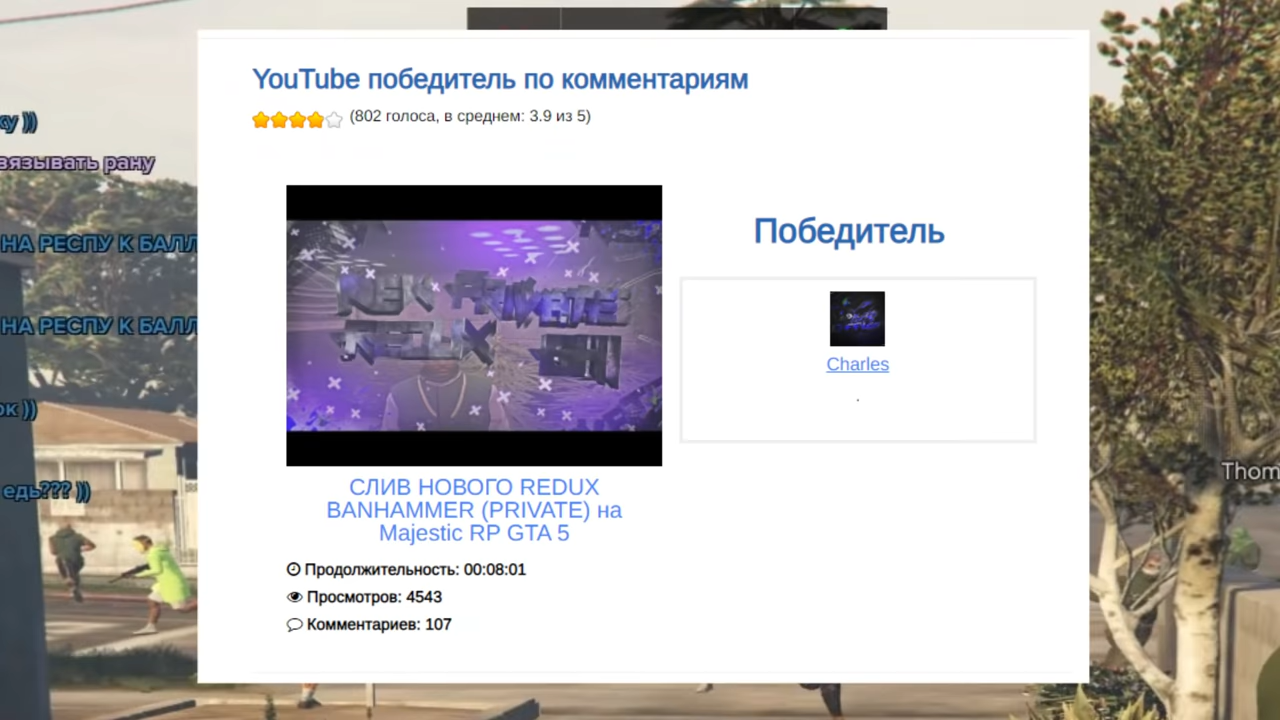 YouTube победитель по комментариям
(802 голоса, в среднем: 3.9 из 5)
ку ))
вязывать рану
НА РЕСПУ К БАЛЛ
Победитель
PRIVATE
REDUX
Charles
.
НА РЕСПУ К БАЛЛ
ок ))
Thom
едь??? ))
СЛИВ НОВОГО REDUX
BANHAMMER (PRIVATE) на
Majestic RP GTA 5
Продолжительность: 00:08:01
Просмотров: 4543
Комментариев: 107